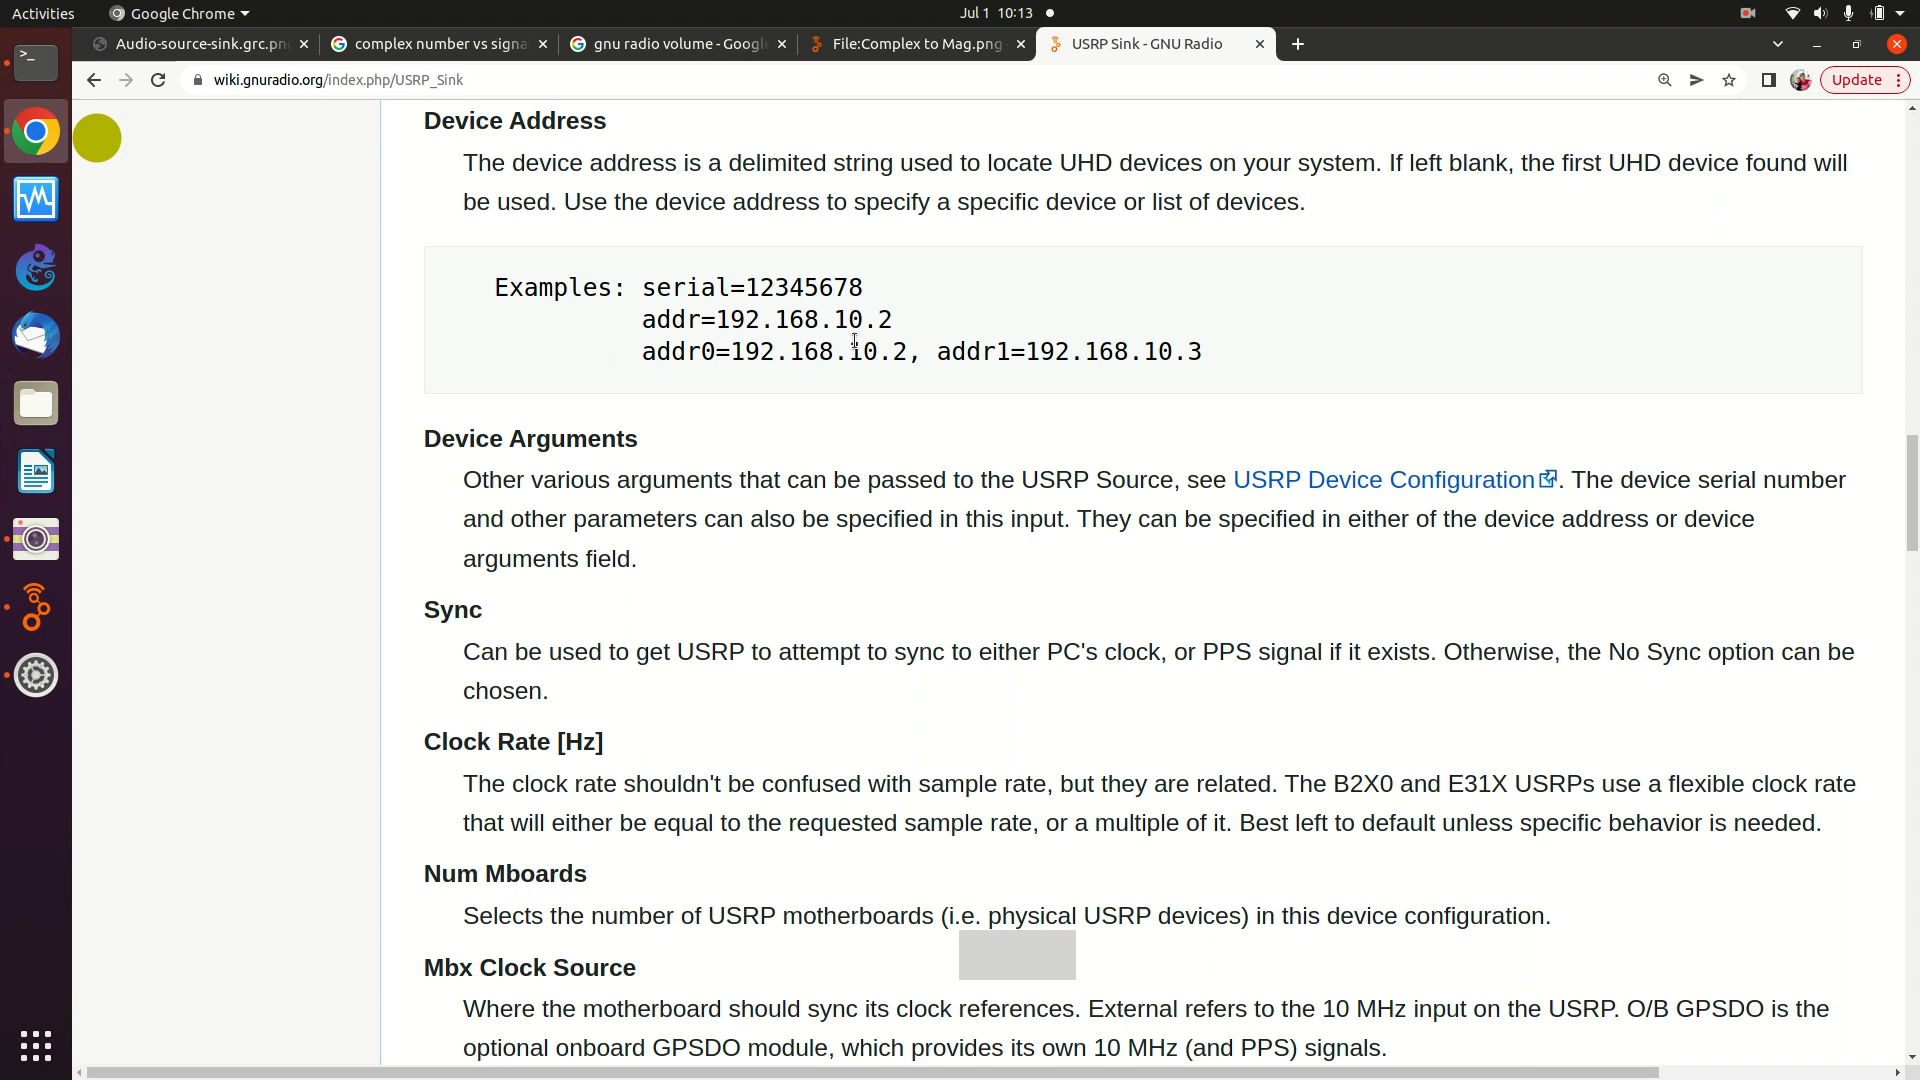 Activities
Google Chrome
Jul 1 10:13
Audio-source-sink.grc.pn
complex number vs signa
gnu radio volume - Googl
File:Complex to Mag.png
USRP Sink - GNU Radio
wiki.gnuradio.org/index.php/USRP_Sink
Update
Device Address
The device address is a delimited string used to locate UHD devices on your system. If left blank, the first UHD device found will
be used. Use the device address to specify a specific device or list of devices.
Examples: serial=12345678
addr=192.168.10.2
addr0=192.168.10.2, addr1=192.168.10.3
Device Arguments
Other various arguments that can be passed to the USRP Source, see USRP Device Configuration. The device serial number
and other parameters can also be specified in this input. They can be specified in either of the device address or device
arguments field.
Sync
Can be used to get USRP to attempt to sync to either PC's clock, or PPS signal if it exists. Otherwise, the No Sync option can be
chosen.
Clock Rate [Hz]
The clock rate shouldn't be confused with sample rate, but they are related. The B2X0 and E31X USRPs use a flexible clock rate
that will either be equal to the requested sample rate, or a multiple of it. Best left to default unless specific behavior is needed.
Num Mboards
Selects the number of USRP motherboards (i.e. physical USRP devices) in this device configuration.
Mbx Clock Source
Where the motherboard should sync its clock references. External refers to the 10 MHz input on the USRP. O/B GPSDO is the
optional onboard GPSDO module, which provides its own 10 MHz (and PPS) signals.